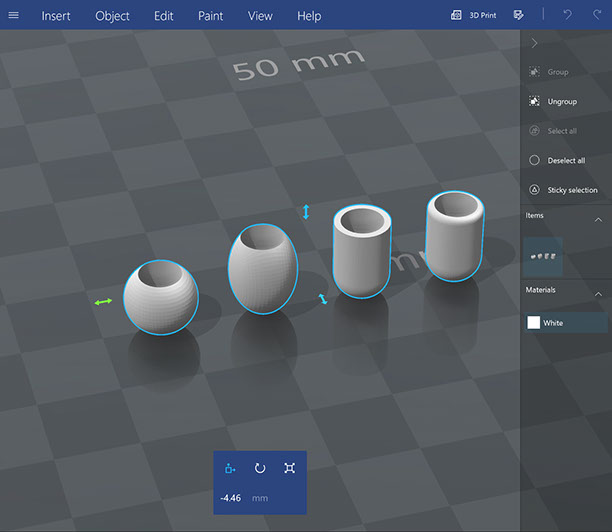 Insert Object Edit Paint View Help 3D Print
50 mm
Group
Ungroup
Select all
Deselect all
Sticky selection
Items
Materials
White
-4.46 mm